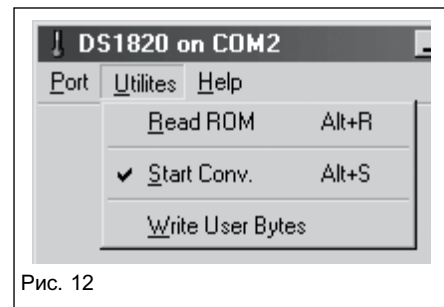 DS1820 on COM2
Port Utilites Help
Read ROM Alt+R
Start Conv. Alt+S
Write User Bytes
Рис. 12